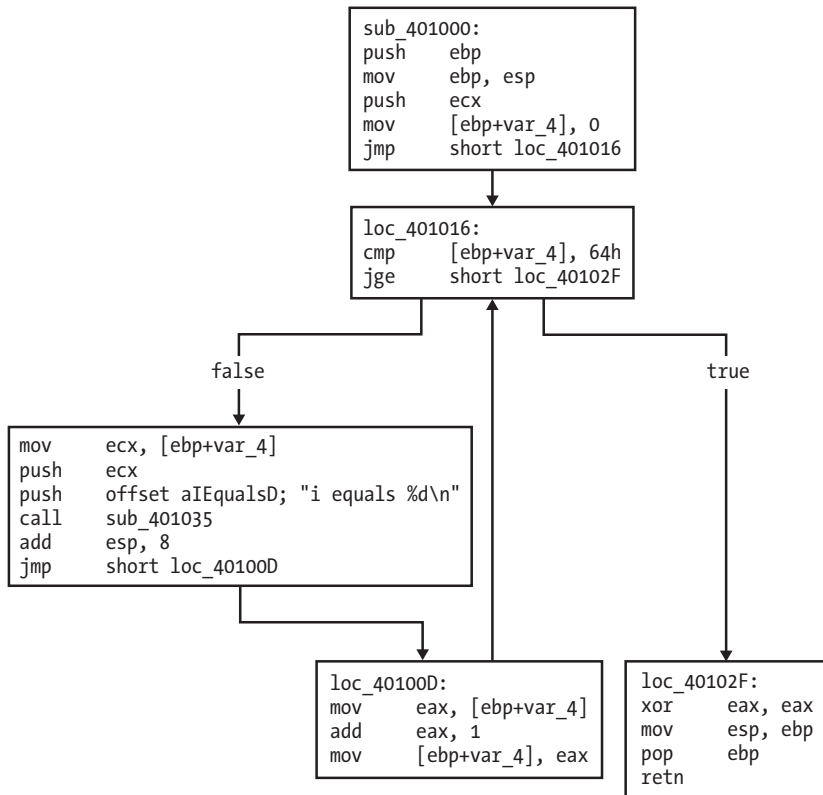 sub_401000:
push ebp
mov ebp, esp
push ecx
mov [ebp+var_4], 0
jmp short loc_401016
loc_401016:
cmp [ebp+var_4], 64h
jge short loc_40102F
false
true
mov ecx, [ebp+var_4]
push ecx
push offset aIEqualsD; "i equals %d\n"
call sub_401035
add esp, 8
jmp short loc_40100D
loc_40100D:
mov eax, [ebp+var_4]
add eax, 1
mov [ebp+var_4], eax
loc_40102F:
xor eax, eax
mov esp, ebp
pop ebp
retn